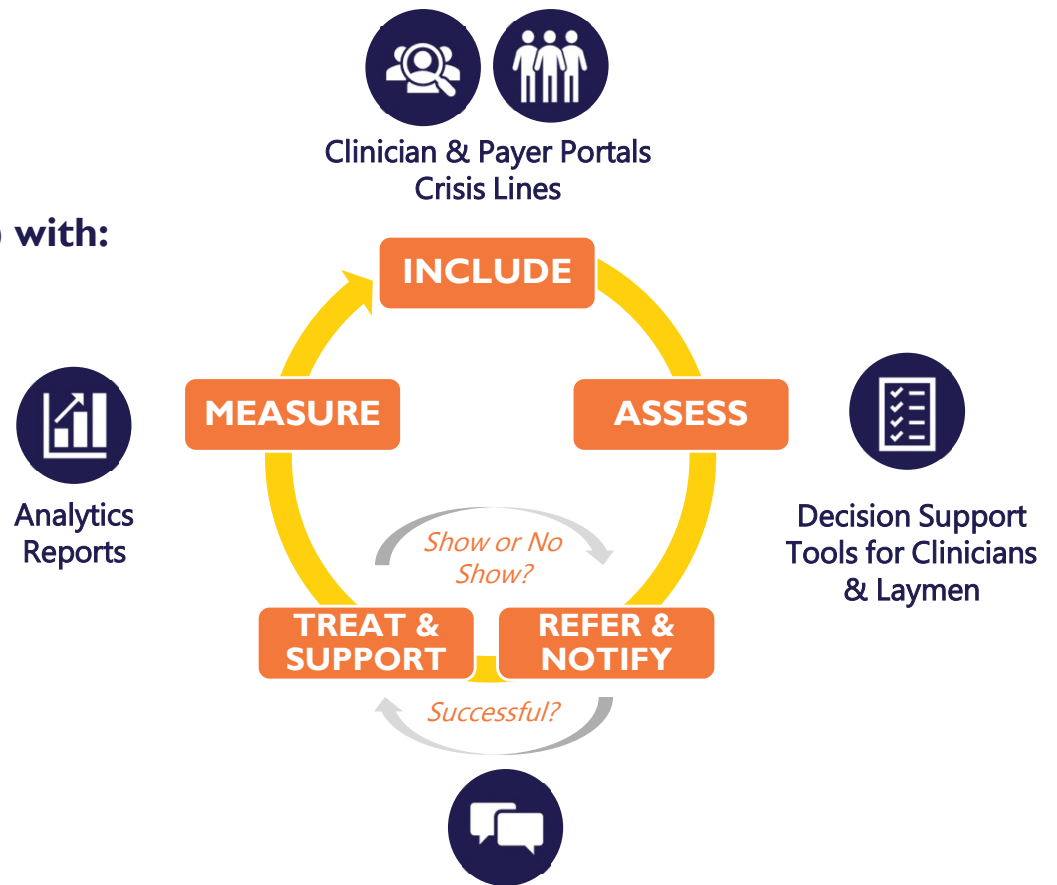 Clinician & Payer Portals
Crisis Lines
with:
INCLUDE
MEASURE
ASSESS
Analytics
Reports
Show or No
Show?
Decision Support
Tools for Clinicians
& Laymen
TREAT &
SUPPORT
REFER &
NOTIFY
Successful?